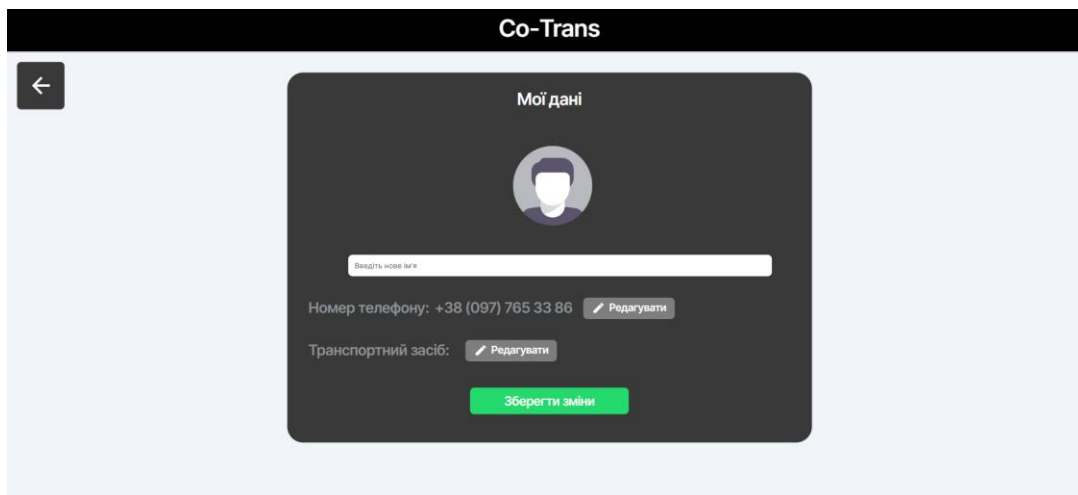 Co-Trans
Мої дані
Введіть нове ім'я
Номер телефону: +38 (097) 765 33 86 Редагувати
Транспортний засіб: Редагувати
Зберегти зміни